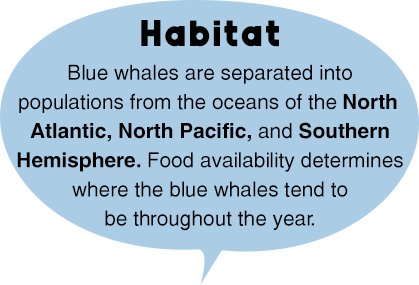 Habitat
Blue whales are separated into
populations from the oceans of the North
Atlantic, North Pacific, and Southern
Hemisphere. Food availability determines
where the blue whales tend to
be throughout the year.